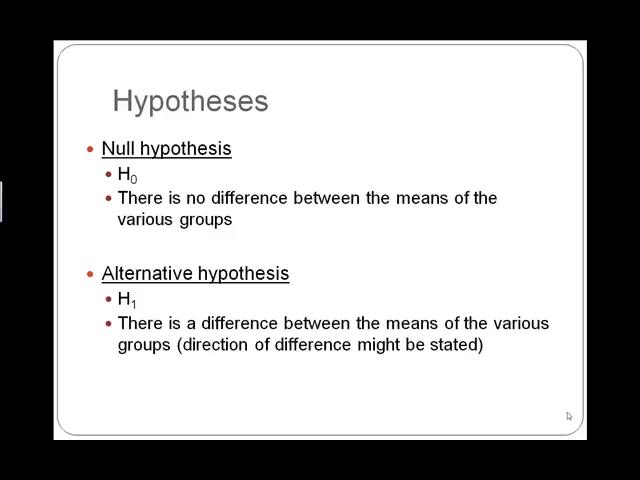 Hypotheses
• Null hypothesis
• H₀
• There is no difference between the means of the
various groups
• Alternative hypothesis
• H₁
• There is a difference between the means of the various
groups (direction of difference might be stated)